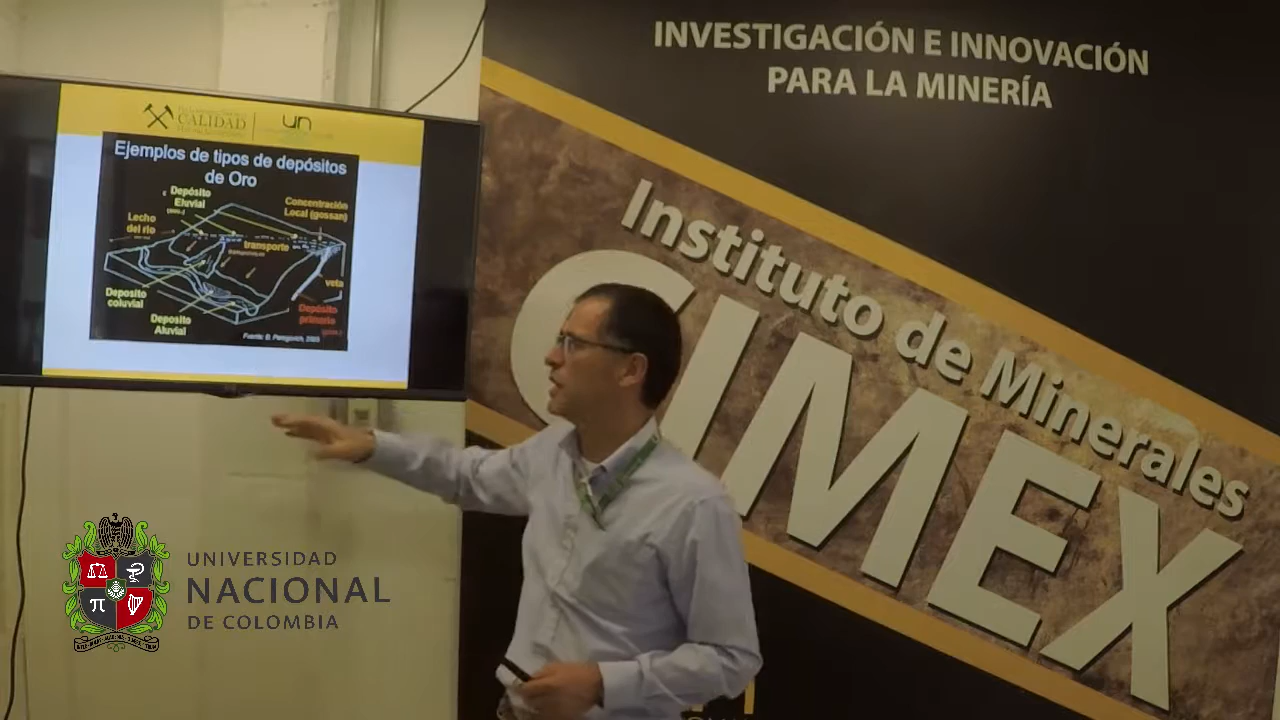 INVESTIGACIÓN E INNOVACIÓN
PARA LA MINERÍA
Instituto de Minerales
CIMEX
CALIDAD
un
Ejemplos de tipos de depósitos
de Oro
Depósito
Eluvial
Concentración
Local (gossan)
Lecho
del río
transporte
veta
Deposito
coluvial
Depósito
primario
Deposito
Aluvial
UNIVERSIDAD
NACIONAL
DE COLOMBIA